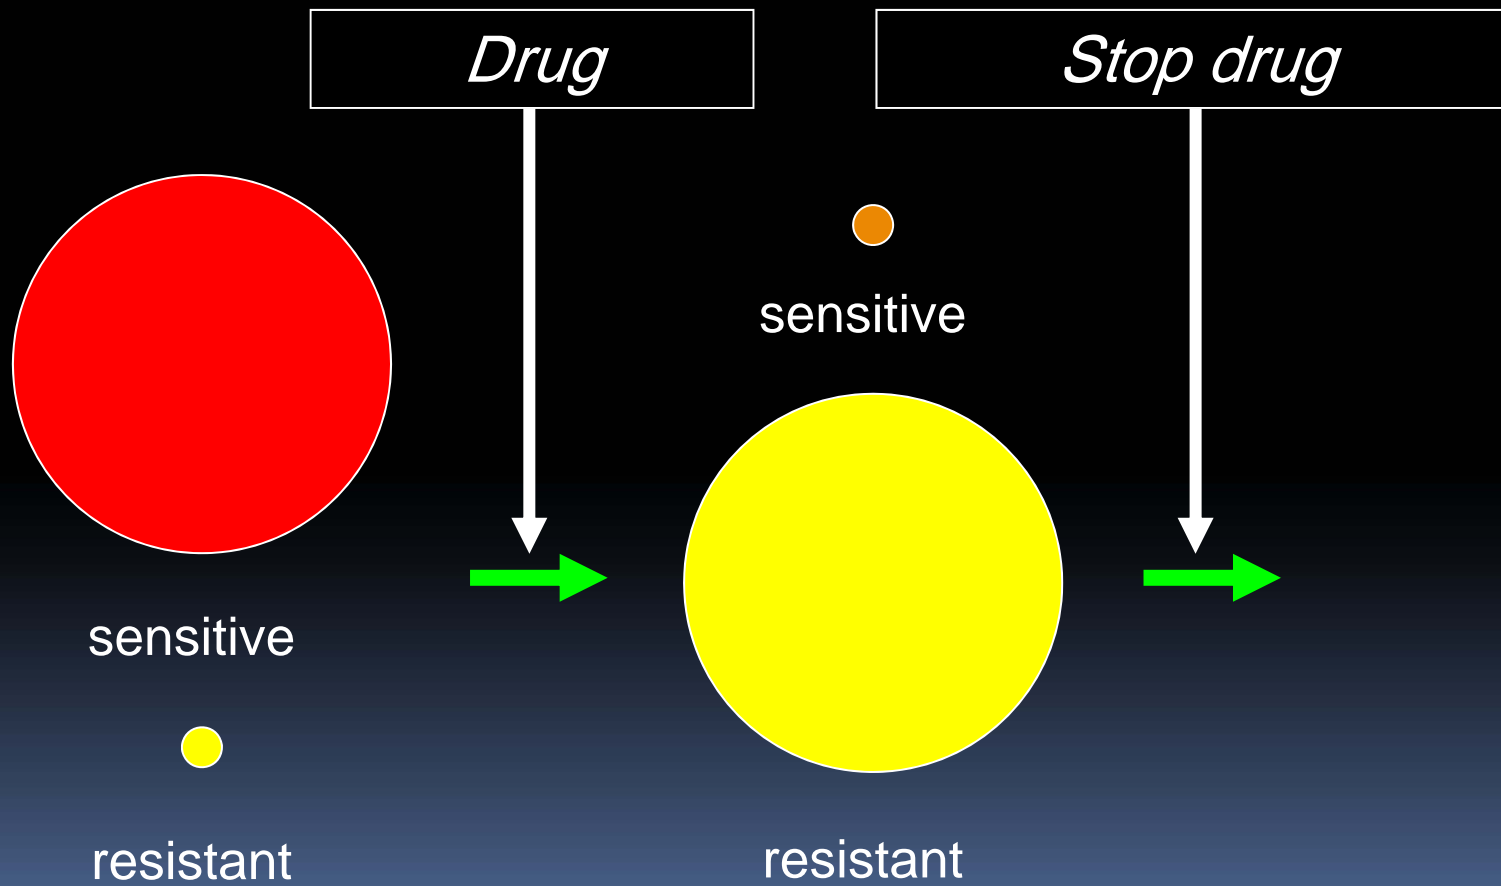 Drug
Stop drug
sensitive
resistant
sensitive
resistant